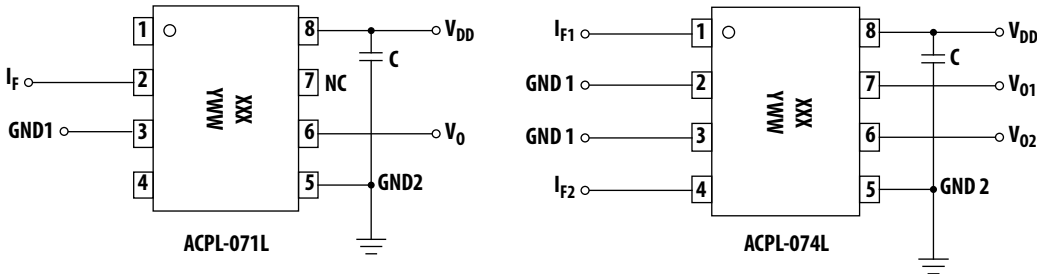 1
8
V_DD
C
I_F
2
7
NC
XXX
YWW
GND1
3
6
V_O
4
5
GND2
ACPL-071L
I_F1
1
8
V_DD
C
GND 1
2
7
V_O1
XXX
YWW
GND 1
3
6
V_O2
I_F2
4
5
GND 2
ACPL-074L